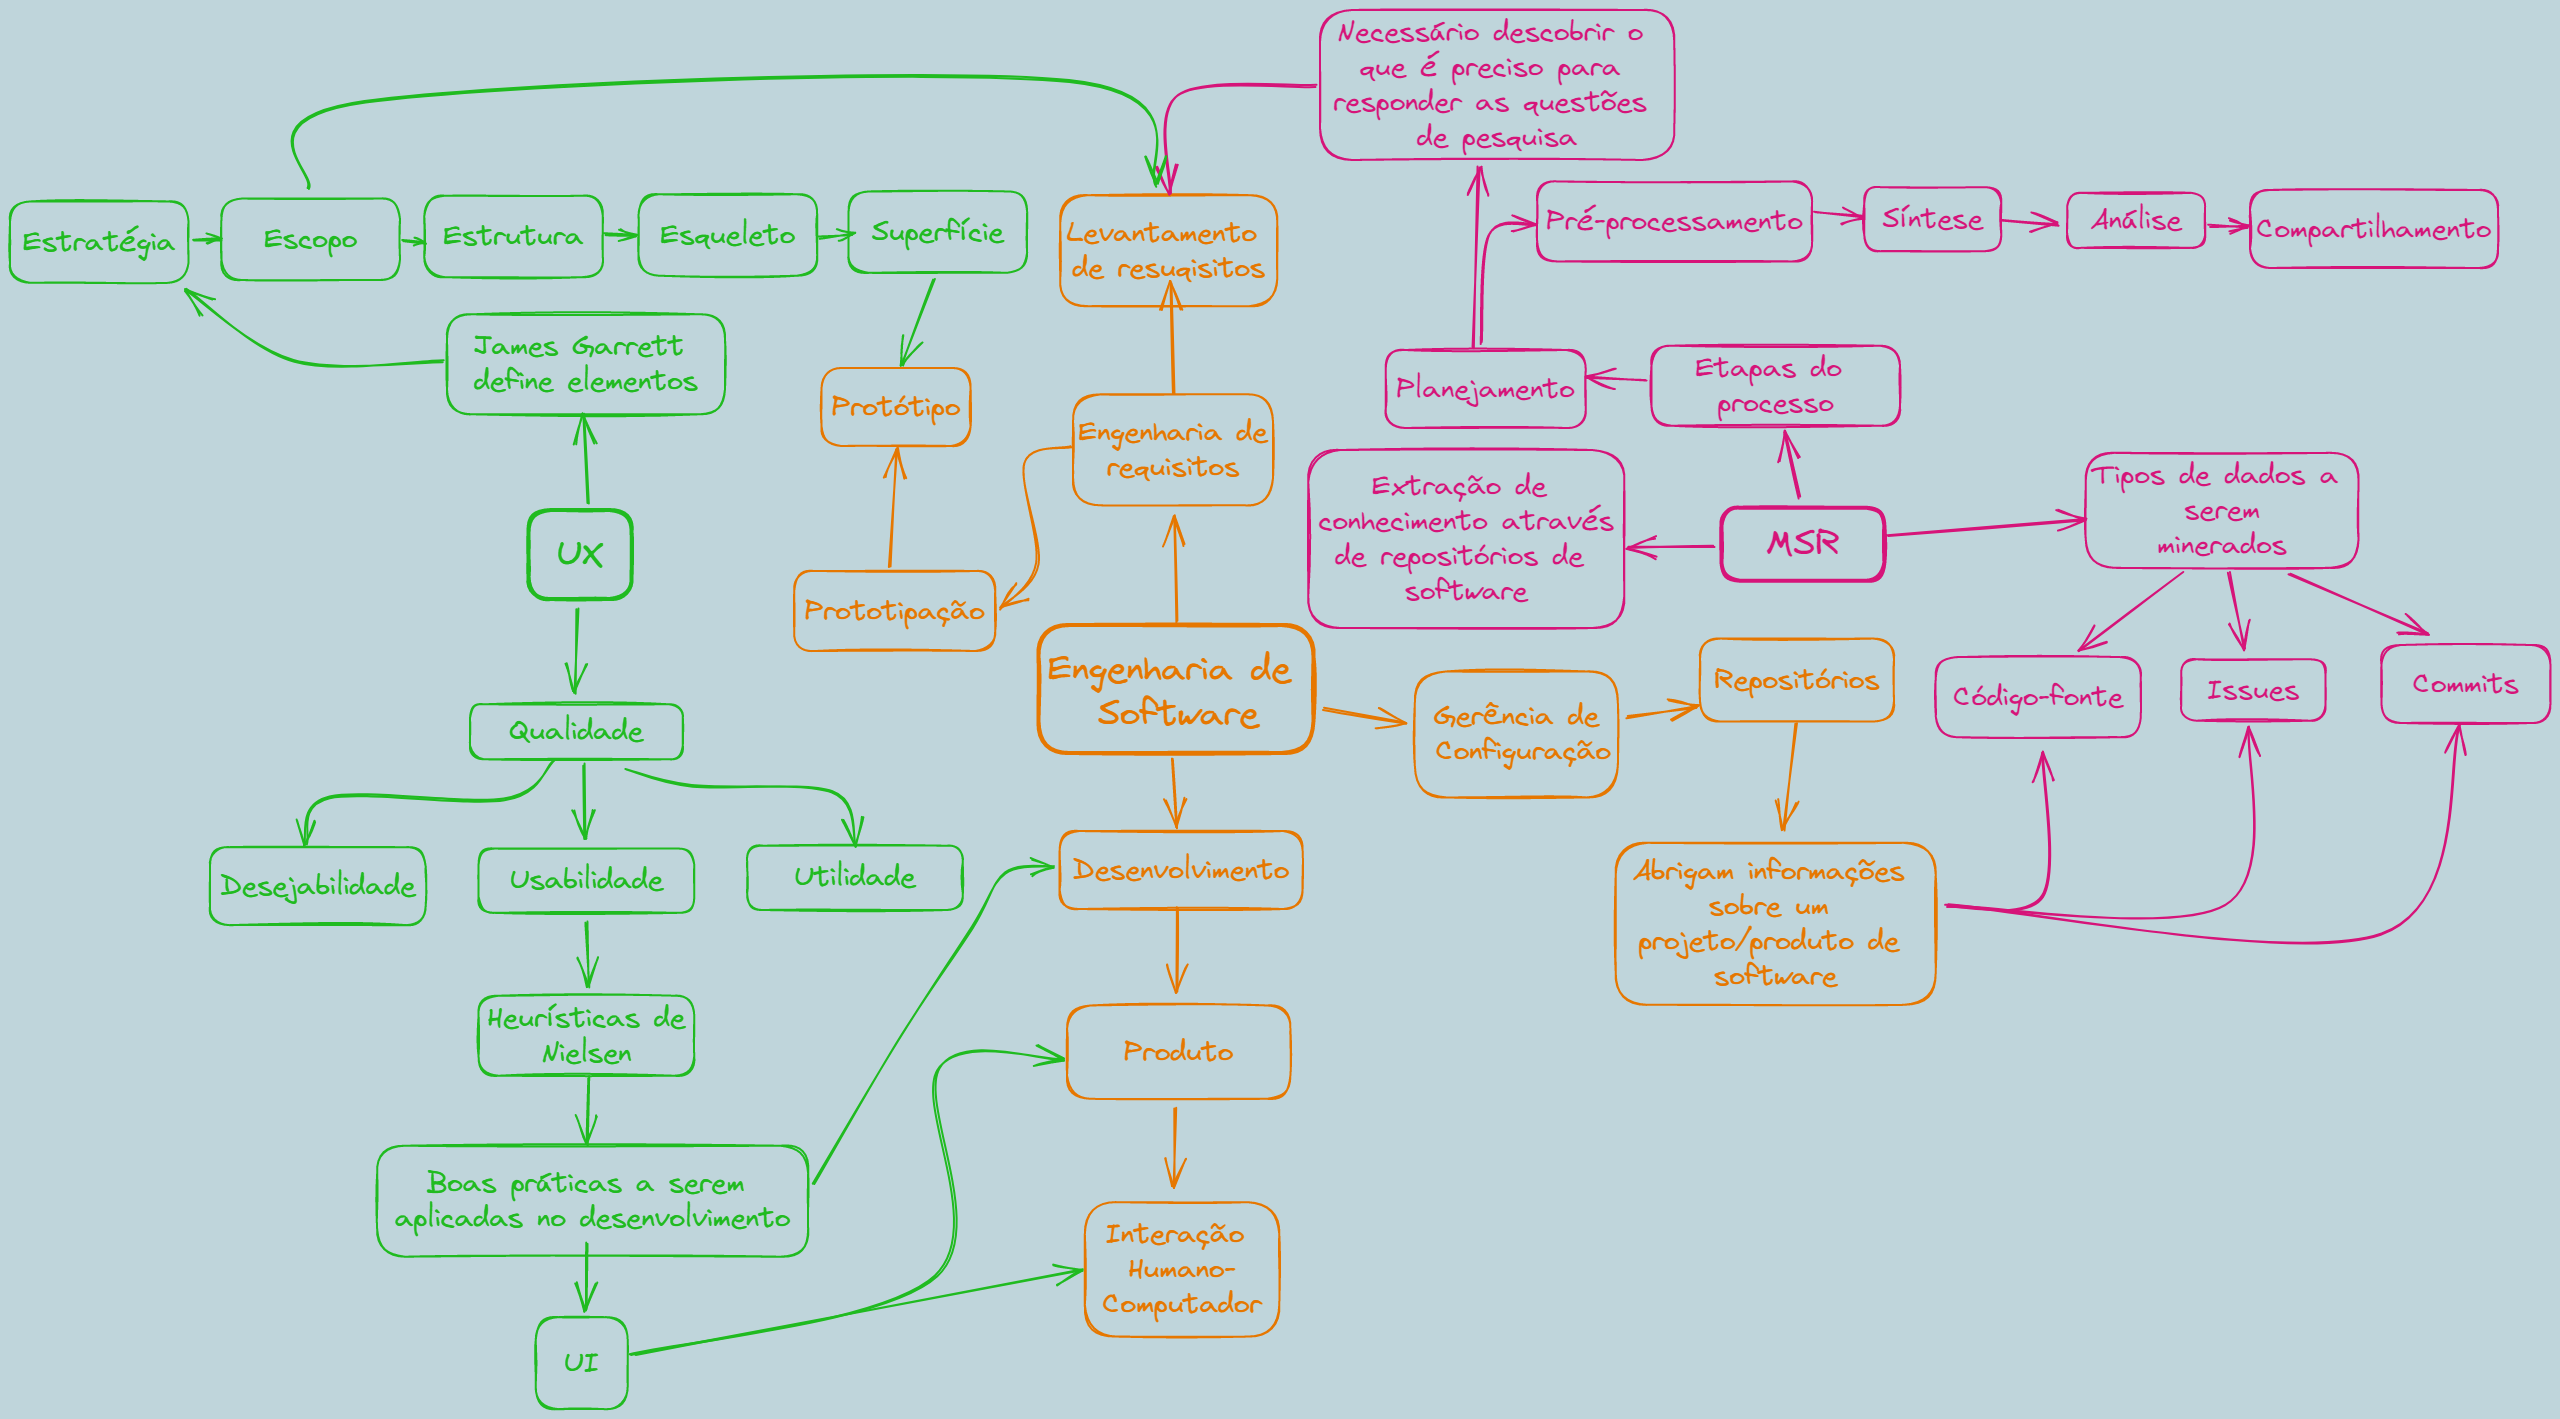 Necessário descobrir o
que é preciso para
responder as questões
de pesquisa
Estratégia
Escopo
Estrutura
Esqueleto
Superfície
Levantamento
de resuqisitos
Pré-processamento
Síntese
Análise
Compartilhamento
James Garrett
define elementos
Protótipo
Engenharia de
requisitos
Planejamento
Etapas do
processo
UX
Prototipação
Extração de
conhecimento através
de repositórios de
software
MSR
Tipos de dados a
serem
minerados
Engenharia de
Software
Gerência de
Configuração
Repositórios
Código-fonte
Issues
Commits
Qualidade
Desejabilidade
Usabilidade
Utilidade
Desenvolvimento
Abrigam informações
sobre um
projeto/produto de
software
Heurísticas de
Nielsen
Produto
Boas práticas a serem
aplicadas no desenvolvimento
Interação
Humano-
Computador
UI